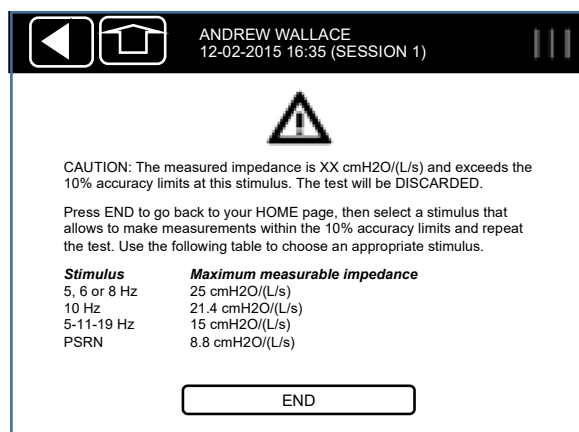 ANDREW WALLACE
12-02-2015 16:35 (SESSION 1)
CAUTION: The measured impedance is XX cmH2O/(L/s) and exceeds the
10% accuracy limits at this stimulus. The test will be DISCARDED.
Press END to go back to your HOME page, then select a stimulus that
allows to make measurements within the 10% accuracy limits and repeat
the test. Use the following table to choose an appropriate stimulus.
Stimulus Maximum measurable impedance
5, 6 or 8 Hz 25 cmH2O/(L/s)
10 Hz 21.4 cmH2O/(L/s)
5-11-19 Hz 15 cmH2O/(L/s)
PSRN 8.8 cmH2O/(L/s)
END